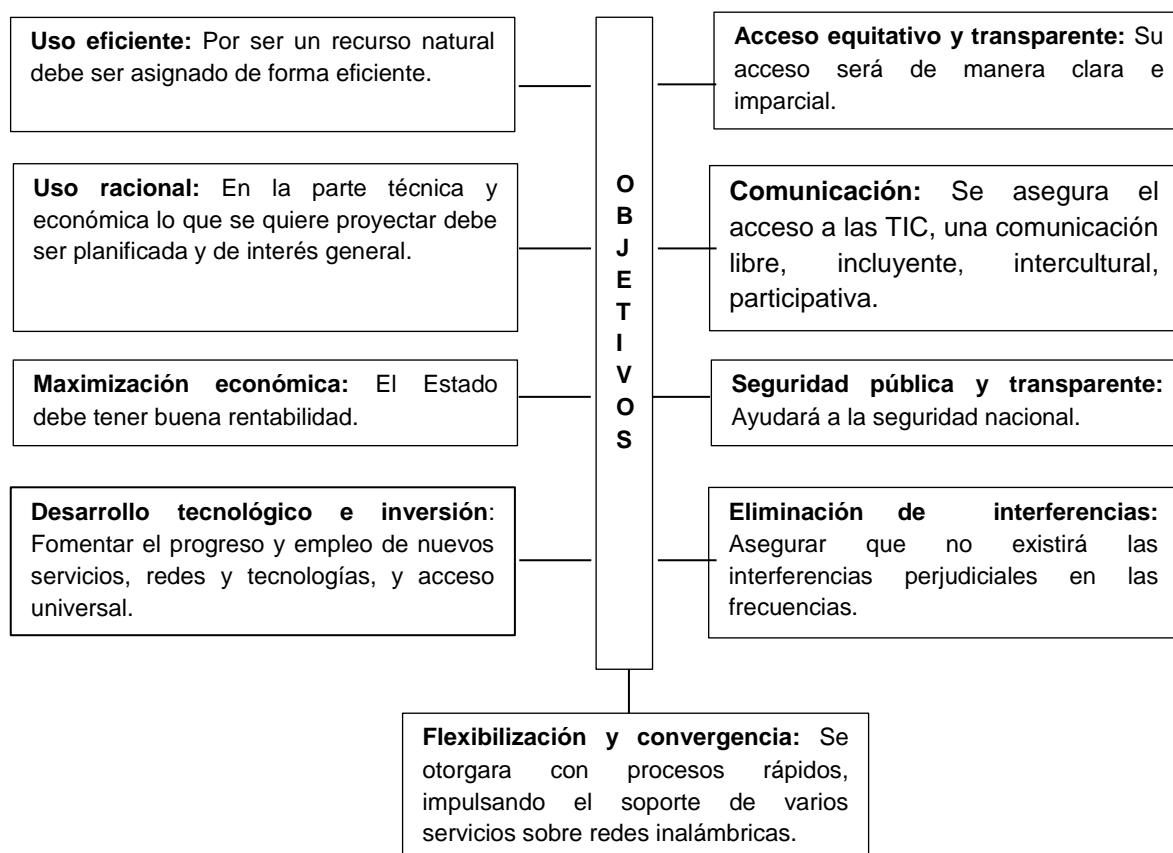 Uso eficiente: Por ser un recurso natural
debe ser asignado de forma eficiente.
Uso racional: En la parte técnica y
económica lo que se quiere proyectar debe
ser planificada y de interés general.
Maximización económica: El Estado
debe tener buena rentabilidad.
Desarrollo tecnológico e inversión:
Fomentar el progreso y empleo de nuevos
servicios, redes y tecnologías, y acceso
universal.
O
B
J
E
T
I
V
O
S
Acceso equitativo y transparente: Su
acceso será de manera clara e
imparcial.
Comunicación: Se asegura el
acceso a las TIC, una comunicación
libre, incluyente, intercultural,
participativa.
Seguridad pública y transparente:
Ayudará a la seguridad nacional.
Eliminación de interferencias:
Asegurar que no existirá las
interferencias perjudiciales en las
frecuencias.
Flexibilización y convergencia: Se
otorgara con procesos rápidos,
impulsando el soporte de varios
servicios sobre redes inalámbricas.